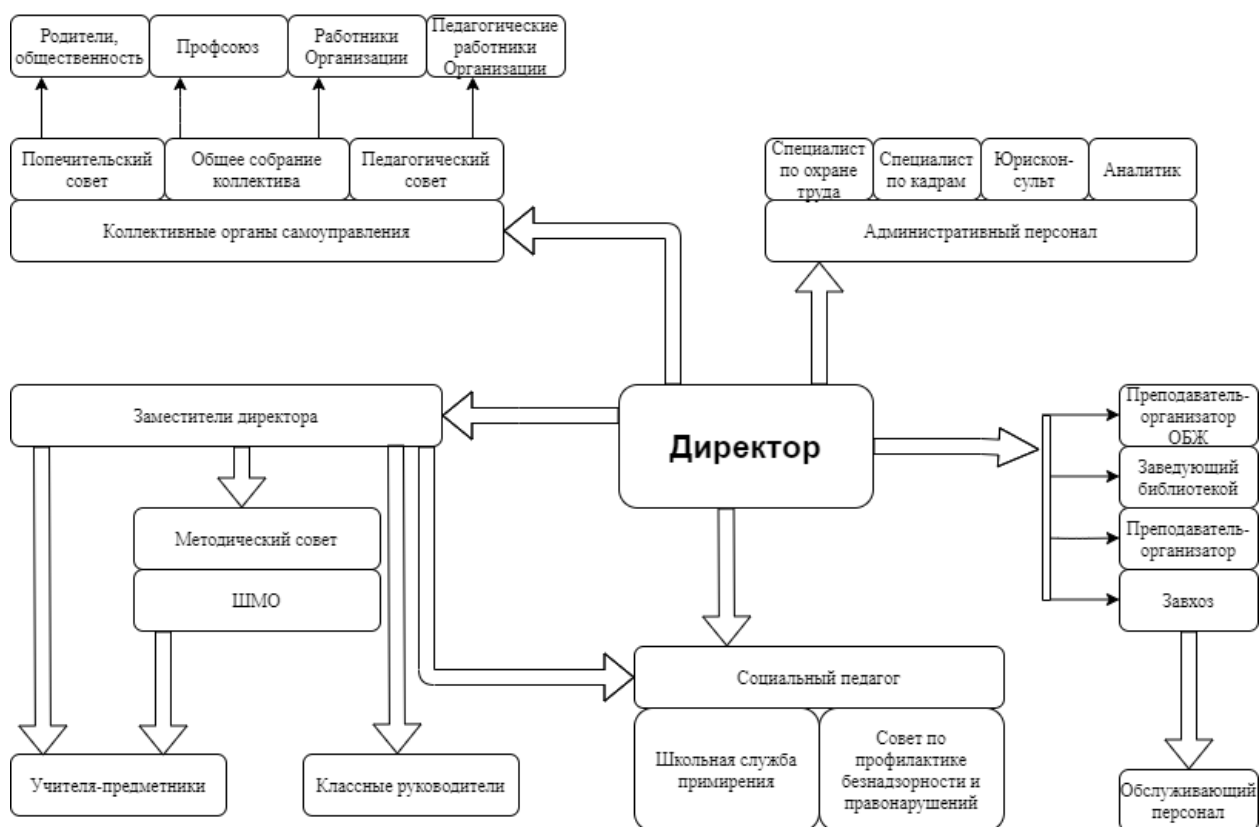 Родители,
общественность
Профсоюз
Работники
Организации
Педагогические
работники
Организации
Попечительский
совет
Общее собрание
коллектива
Педагогический
совет
Коллективные органы самоуправления
Специалист
по охране
труда
Специалист
по кадрам
Юрискон-
сульт
Аналитик
Административный персонал
Заместители директора
Директор
Преподаватель-
организатор
ОБЖ
Заведующий
библиотекой
Преподаватель-
организатор
Завхоз
Методический совет
ШМО
Социальный педагог
Школьная служба
примирения
Совет по
профилактике
безнадзорности и
правонарушений
Учителя-предметники
Классные руководители
Обслуживающий
персонал